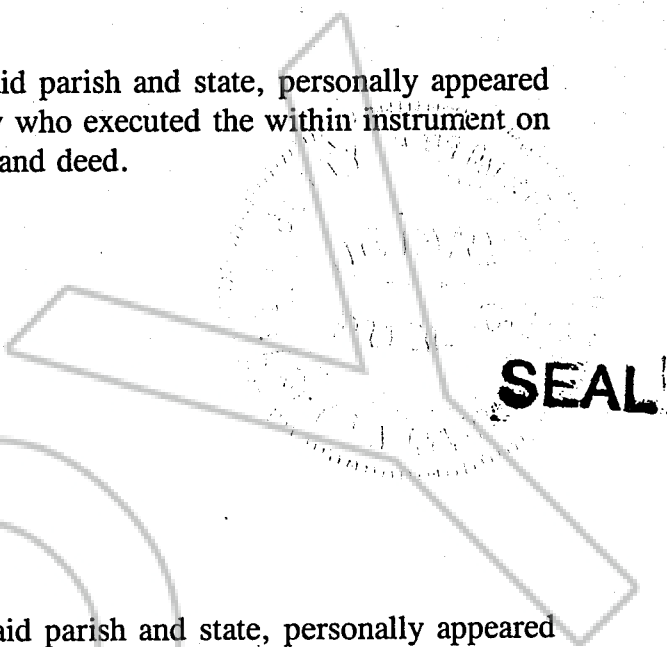 id parish and state, personally appeared
who executed the within instrument on
and deed.
SEAL
aid parish and state, personally appeared